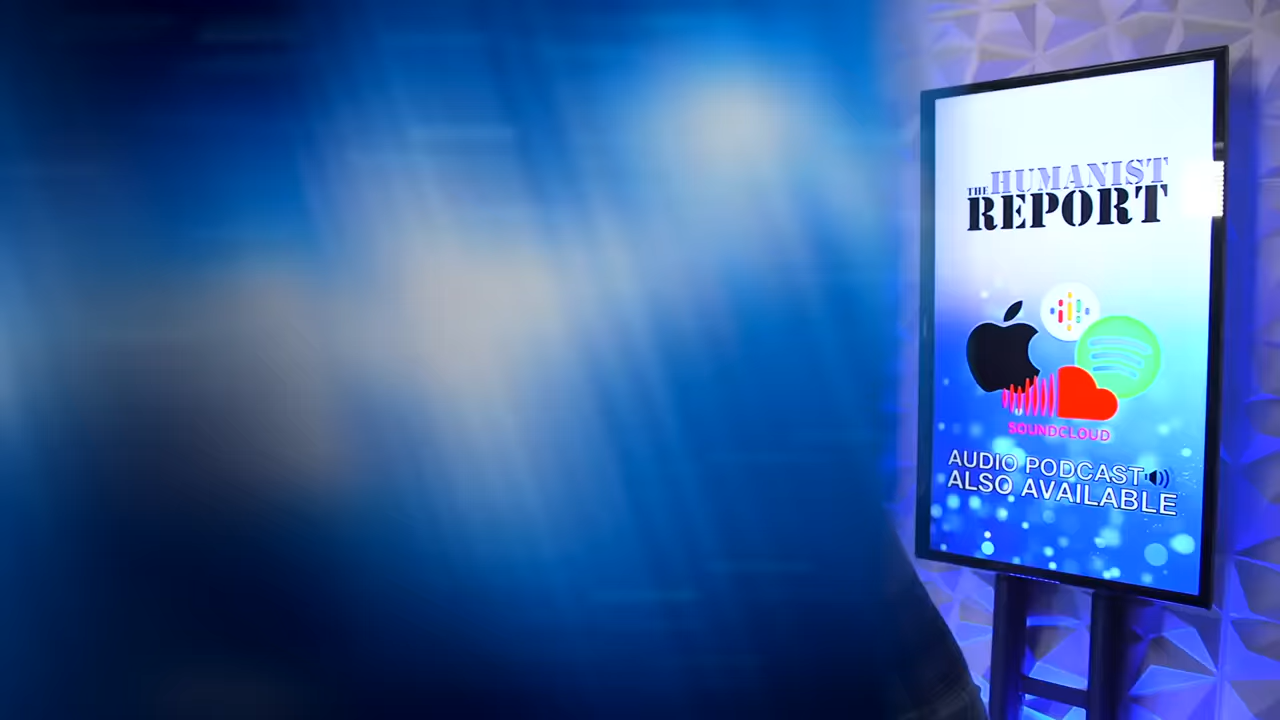 THE HUMANIST
REPORT
SOUNDCLOUD
AUDIO PODCAST
ALSO AVAILABLE